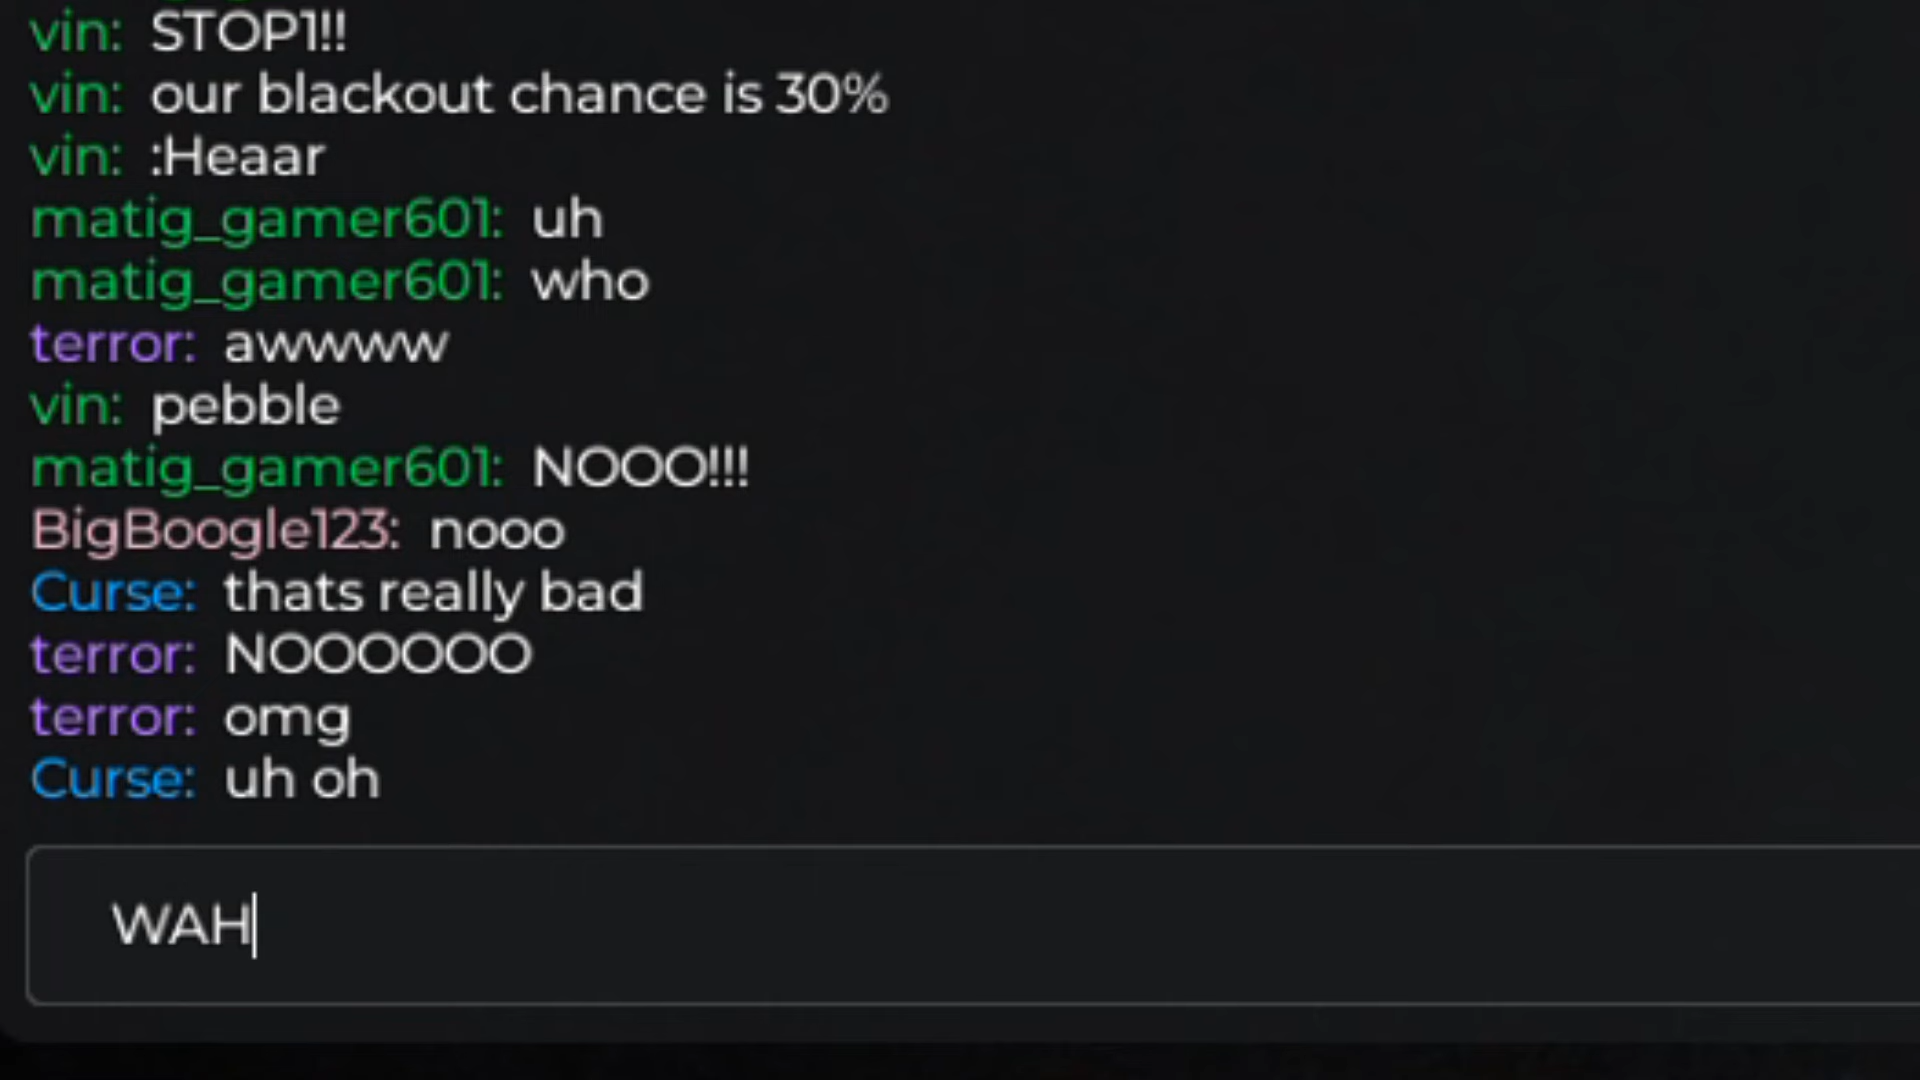 vin: STOP1!!
vin: our blackout chance is 30%
vin: :Heaar
matig_gamer601: uh
matig_gamer601: who
terror: awwww
vin: pebble
matig_gamer601: NOOO!!!
BigBoogle123: nooo
Curse: thats really bad
terror: NOOOOOO
terror: omg
Curse: uh oh
WAH